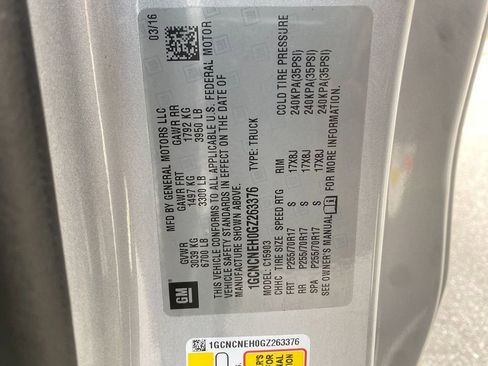 03/16
MFD BY GENERAL MOTORS LLC
GVWR GAWR FRT GAWR RR
3039 KG 1497 KG 1792 KG
6700 LB 3300 LB 3950 LB
THIS VEHICLE CONFORMS TO ALL APPLICABLE U.S. FEDERAL MOTOR
VEHICLE SAFETY STANDARDS IN EFFECT ON THE DATE OF
MANUFACTURE SHOWN ABOVE.
1GCNCNEH0GZ263376 TYPE: TRUCK
MODEL: C15903
CHHC TIRE SIZE SPEED RTG RIM COLD TIRE PRESSURE
FRT P255/70R17 S 17X8J 240KPA(35PSI)
RR P255/70R17 S 17X8J 240KPA(35PSI)
SPA P255/70R17 S 17X8J 240KPA(35PSI)
SEE OWNER'S MANUAL FOR MORE INFORMATION.
GM
1GCNCNEH0GZ263376